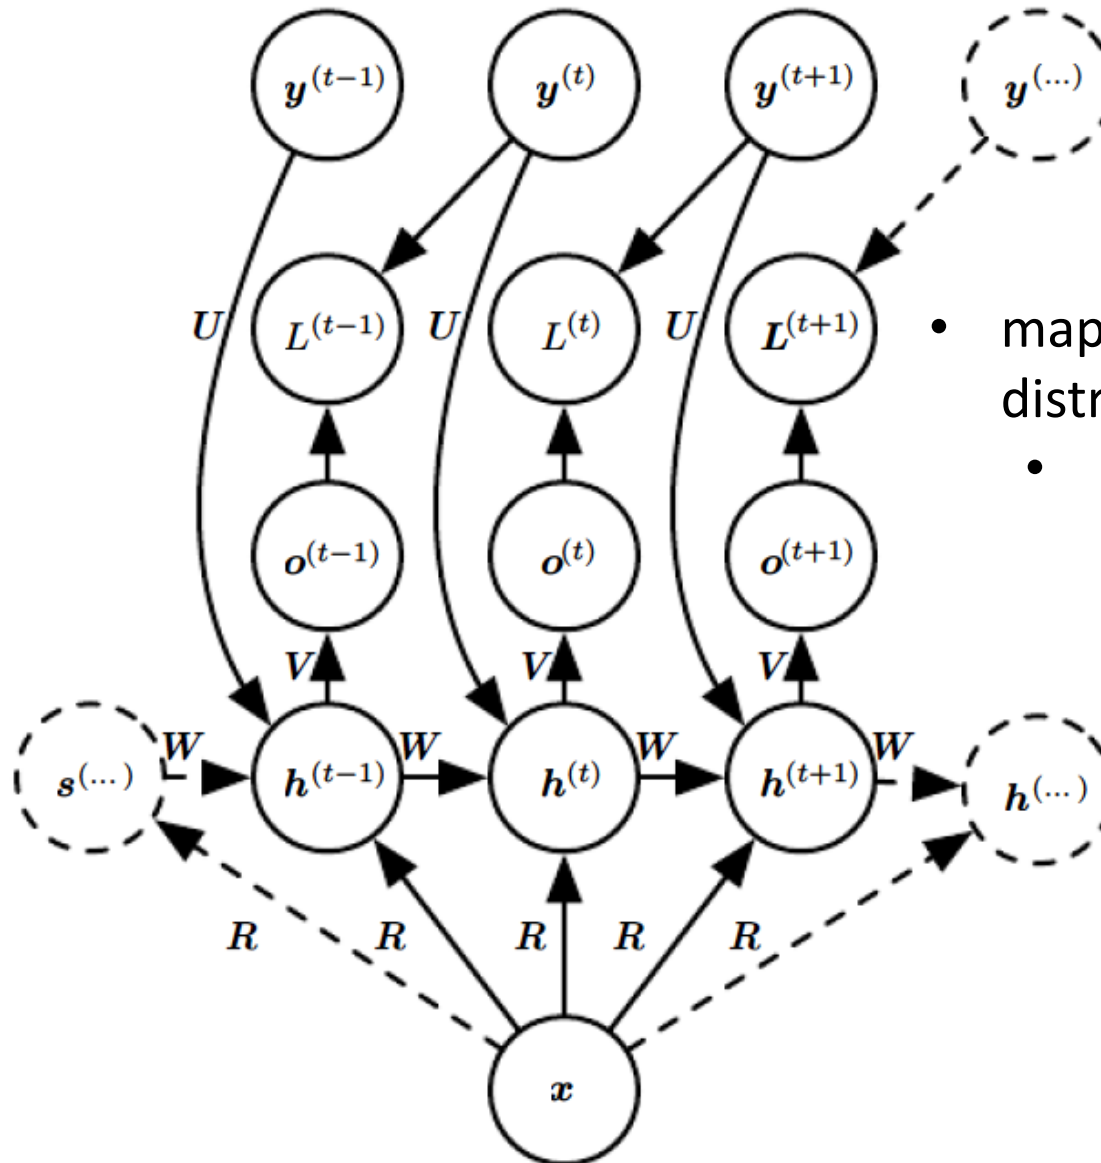 y^(t−1) y^(t) y^(t+1) y^(...)
U L^(t−1) U L^(t) U L^(t+1)
• map
distr
•
o^(t−1) o^(t) o^(t+1)
V V V
W W W W
s^(...) h^(t−1) h^(t) h^(t+1) h^(...)
R R R R R
x